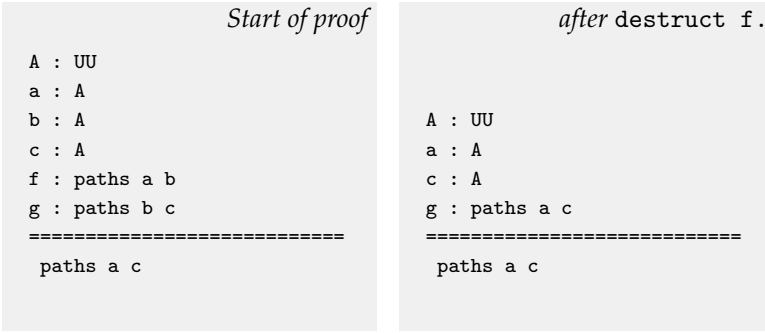 Start of proof
A : UU
a : A
b : A
c : A
f : paths a b
g : paths b c
============================
paths a c
after destruct f.
A : UU
a : A
c : A
g : paths a c
============================
paths a c